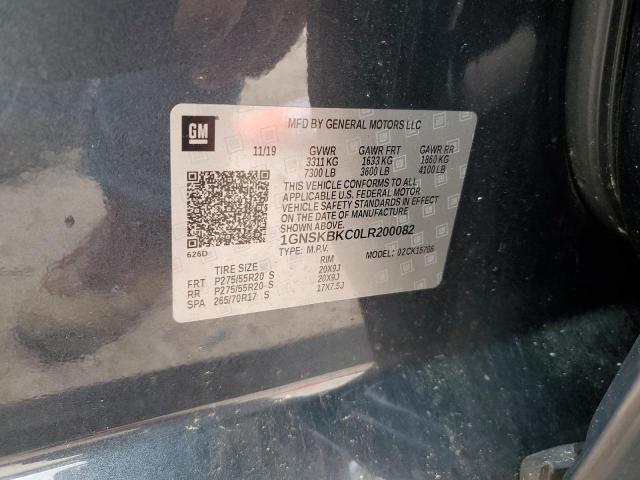 GM
MFD BY GENERAL MOTORS LLC
11/19 GVWR GAWR FRT GAWR RR
3311 KG 1633 KG 1860 KG
7300 LB 3600 LB 4100 LB
THIS VEHICLE CONFORMS TO ALL
APPLICABLE U.S. FEDERAL MOTOR
VEHICLE SAFETY STANDARDS IN EFFECT
ON THE DATE OF MANUFACTURE
SHOWN ABOVE.
1GNSKBKC0LR200082
626D
TYPE: M.P.V. MODEL: 02CK15706
TIRE SIZE RIM
FRT P275/55R20 S 20X9J
RR P275/55R20 S 20X9J
SPA 265/70R17 S 17X7.5J